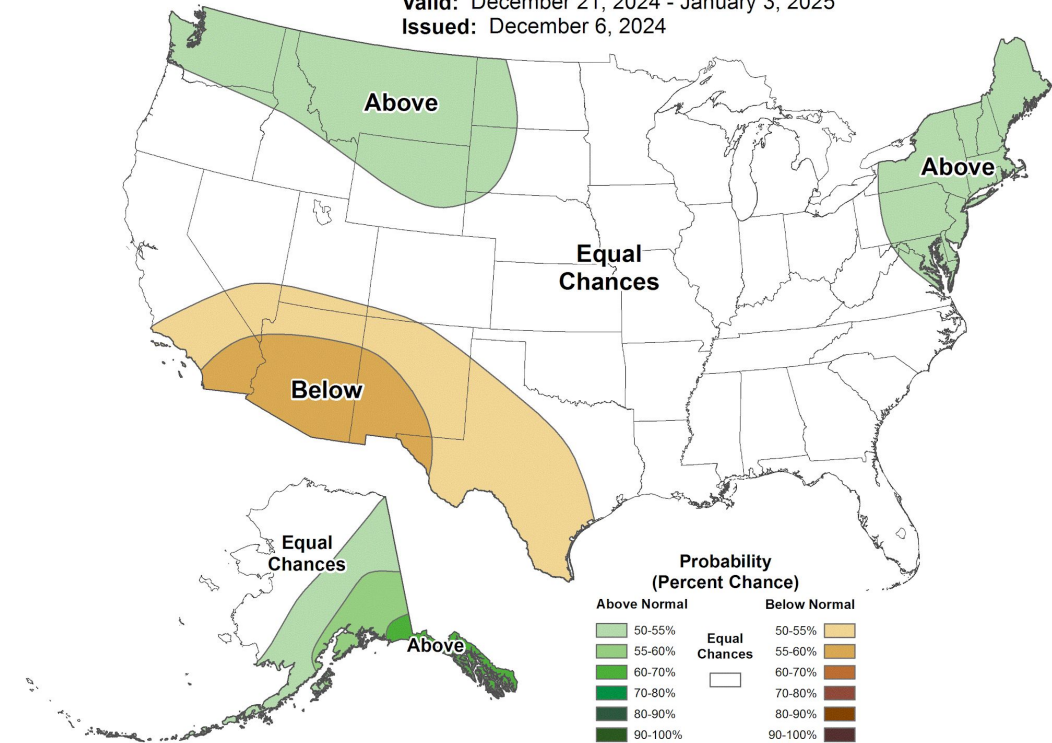 Valid: December 21, 2024 - January 3, 2025
Issued: December 6, 2024
Above
Above
Equal
Chances
Below
Equal
Chances
Above
Probability
(Percent Chance)
Above Normal
Below Normal
50-55%
55-60%
60-70%
70-80%
80-90%
90-100%
Equal
Chances
50-55%
55-60%
60-70%
70-80%
80-90%
90-100%